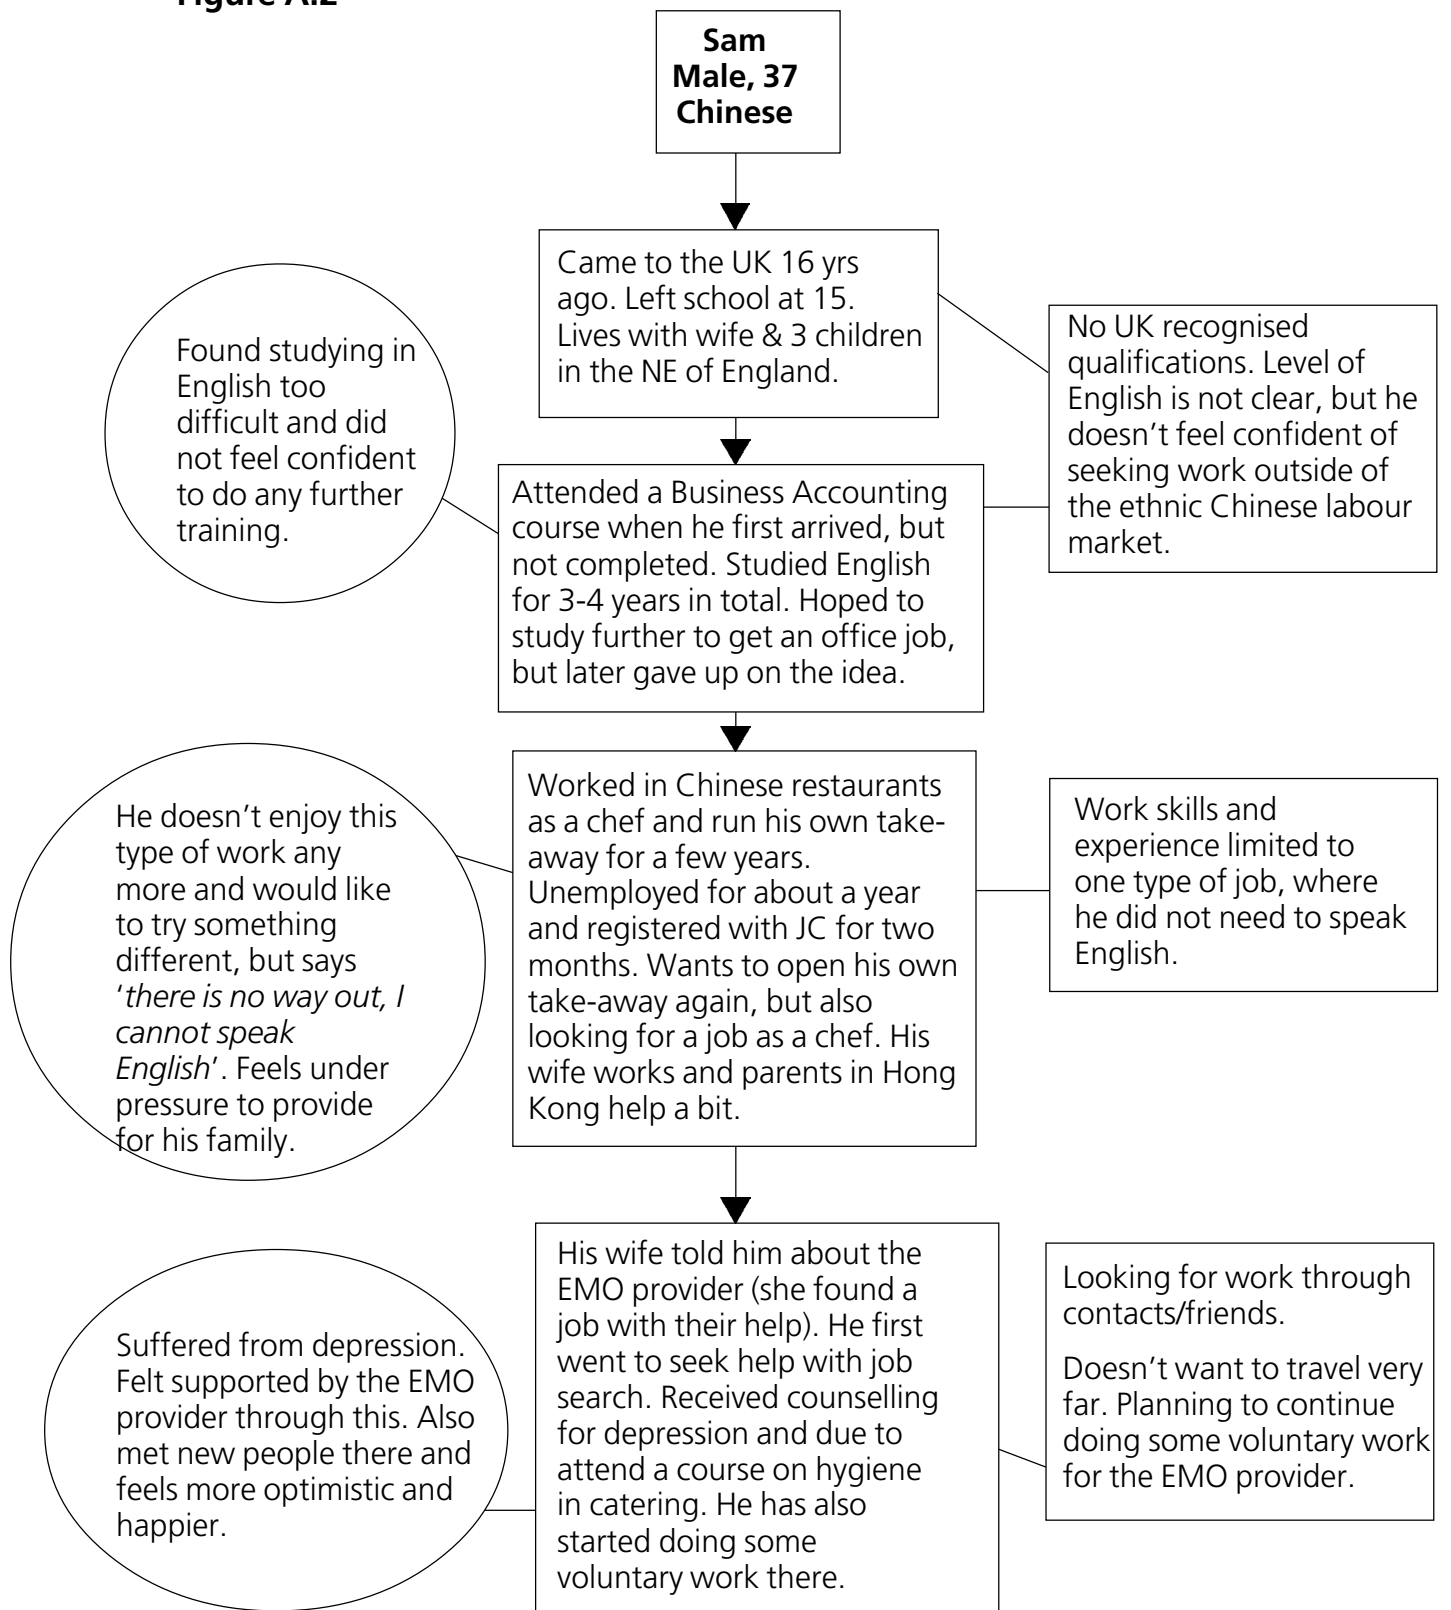 Figure A.2
Sam
Male, 37
Chinese
Came to the UK 16 yrs
ago. Left school at 15.
Lives with wife & 3 children
in the NE of England.
Found studying in
English too
difficult and did
not feel confident
to do any further
training.
No UK recognised
qualifications. Level of
English is not clear, but he
doesn't feel confident of
seeking work outside of
the ethnic Chinese labour
market.
Attended a Business Accounting
course when he first arrived, but
not completed. Studied English
for 3-4 years in total. Hoped to
study further to get an office job,
but later gave up on the idea.
He doesn't enjoy this
type of work any
more and would like
to try something
different, but says
'there is no way out, I
cannot speak
English'. Feels under
pressure to provide
for his family.
Worked in Chinese restaurants
as a chef and run his own take-
away for a few years.
Unemployed for about a year
and registered with JC for two
months. Wants to open his own
take-away again, but also
looking for a job as a chef. His
wife works and parents in Hong
Kong help a bit.
Work skills and
experience limited to
one type of job, where
he did not need to speak
English.
Suffered from depression.
Felt supported by the EMO
provider through this. Also
met new people there and
feels more optimistic and
happier.
His wife told him about the
EMO provider (she found a
job with their help). He first
went to seek help with job
search. Received counselling
for depression and due to
attend a course on hygiene
in catering. He has also
started doing some
voluntary work there.
Looking for work through
contacts/friends.
Doesn't want to travel very
far. Planning to continue
doing some voluntary work
for the EMO provider.